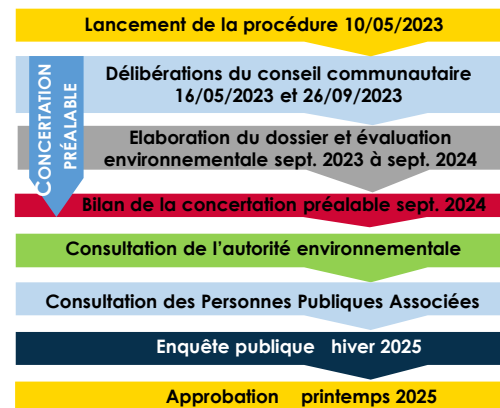 Lancement de la procédure 10/05/2023
CONCERTATION
PRÉALABLE
Délibérations du conseil communautaire
16/05/2023 et 26/09/2023
Elaboration du dossier et évaluation
environnementale sept. 2023 à sept. 2024
Bilan de la concertation préalable sept. 2024
Consultation de l'autorité environnementale
Consultation des Personnes Publiques Associées
Enquête publique hiver 2025
Approbation printemps 2025